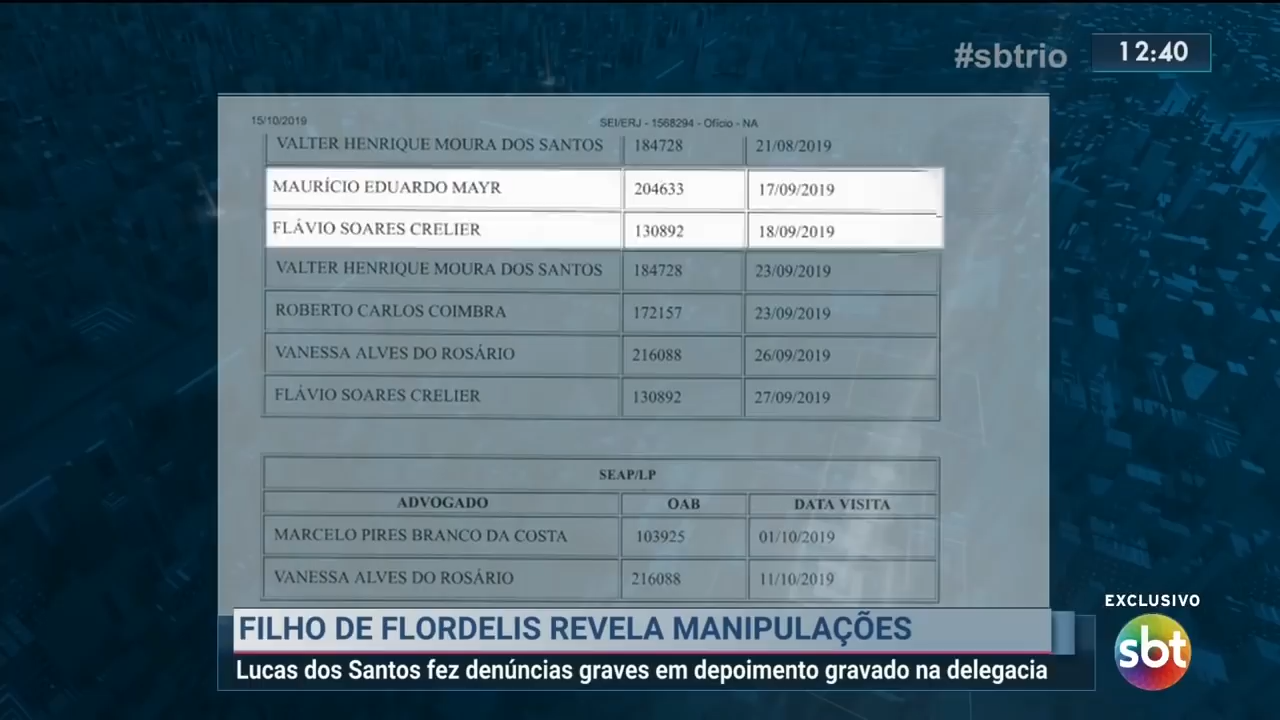 #sbtrio
12:40
15/10/2019 SEI/ERJ - 1568294 - Ofício - NA
VALTER HENRIQUE MOURA DOS SANTOS 184728 21/08/2019
MAURÍCIO EDUARDO MAYR 204633 17/09/2019
FLÁVIO SOARES CRELIER 130892 18/09/2019
VALTER HENRIQUE MOURA DOS SANTOS 184728 23/09/2019
ROBERTO CARLOS COIMBRA 172157 23/09/2019
VANESSA ALVES DO ROSÁRIO 216088 26/09/2019
FLÁVIO SOARES CRELIER 130892 27/09/2019
SEAP/LP
ADVOGADO OAB DATA VISITA
MARCELO PIRES BRANCO DA COSTA 103925 01/10/2019
VANESSA ALVES DO ROSÁRIO 216088 11/10/2019
FILHO DE FLORDELIS REVELA MANIPULAÇÕES
Lucas dos Santos fez denúncias graves em depoimento gravado na delegacia
EXCLUSIVO
sbt